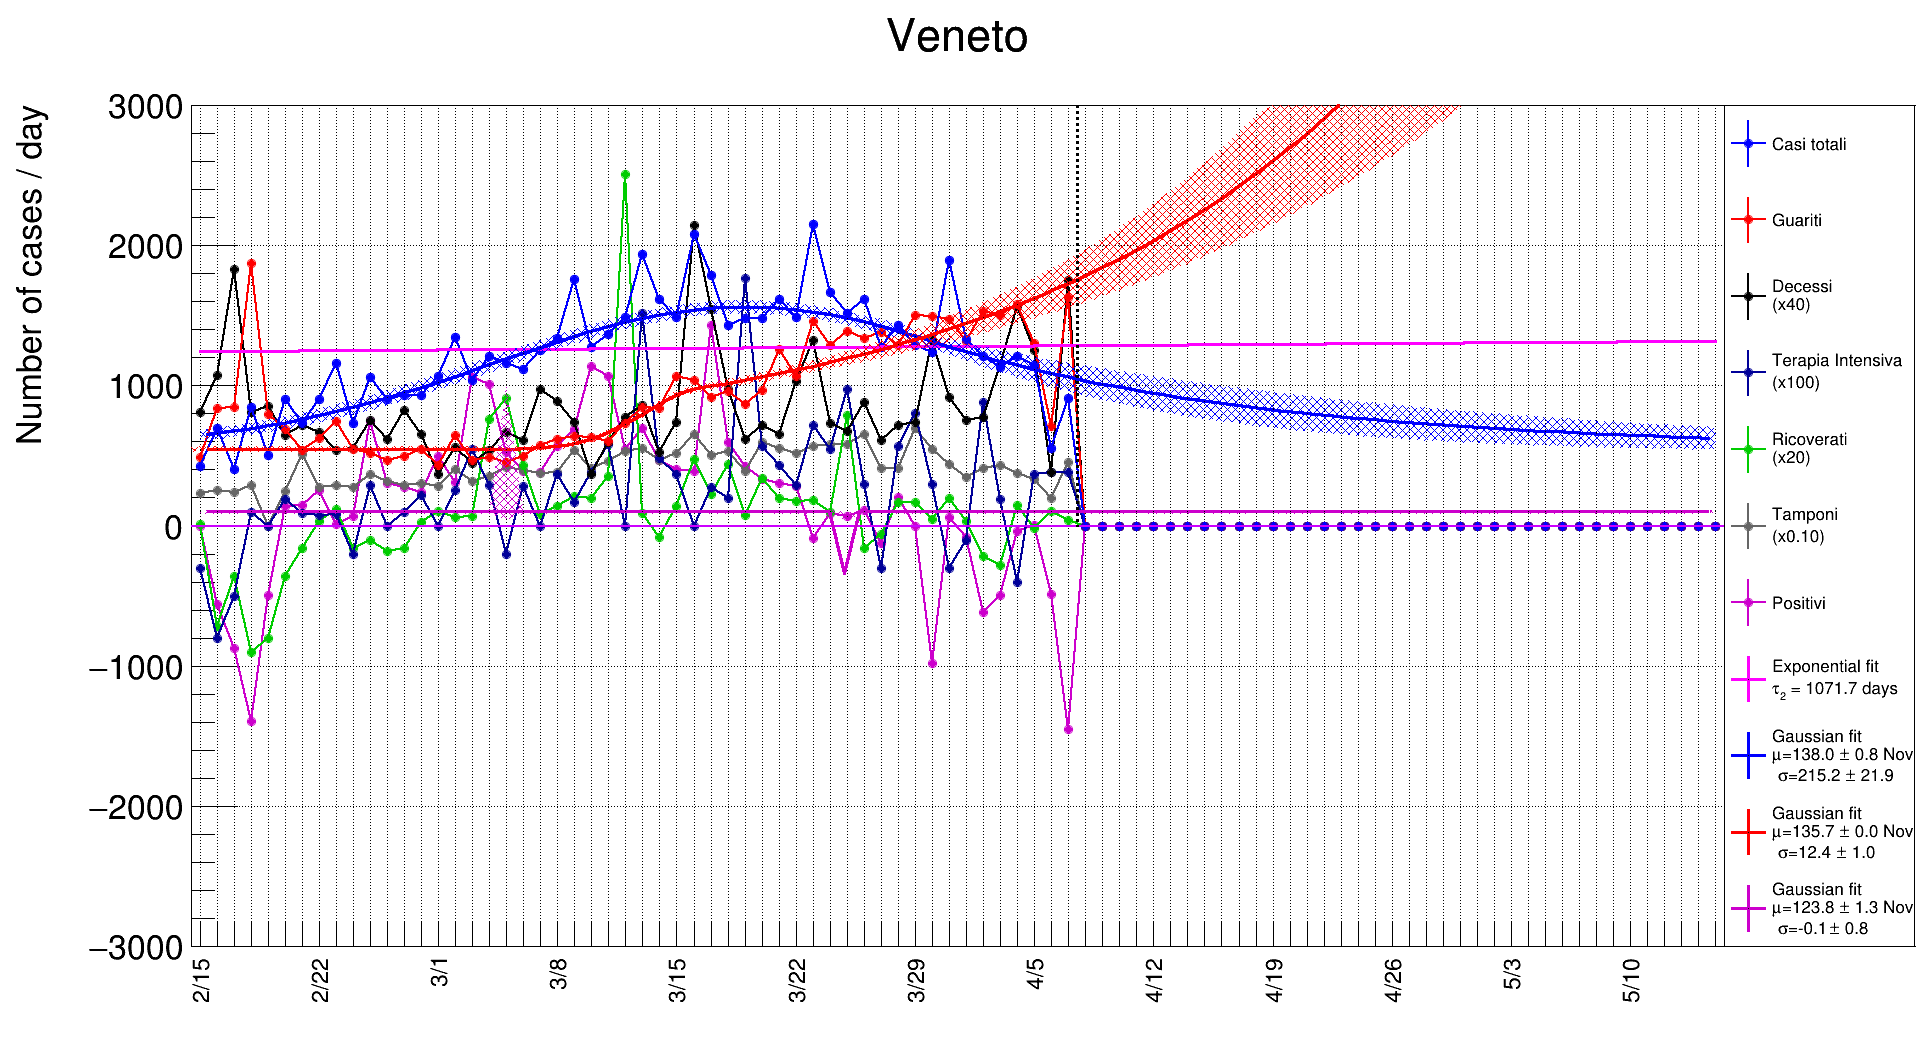 Veneto
Number of cases / day
3000
2000
1000
0
−1000
−2000
−3000
2/15
2/22
3/1
3/8
3/15
3/22
3/29
4/5
4/12
4/19
4/26
5/3
5/10
Casi totali
Guariti
Decessi
(x40)
Terapia Intensiva
(x100)
Ricoverati
(x20)
Tamponi
(x0.10)
Positivi
Exponential fit
τ2 = 1071.7 days
Gaussian fit
μ=138.0 ± 0.8 Nov
σ=215.2 ± 21.9
Gaussian fit
μ=135.7 ± 0.0 Nov
σ=12.4 ± 1.0
Gaussian fit
μ=123.8 ± 1.3 Nov
σ=-0.1 ± 0.8